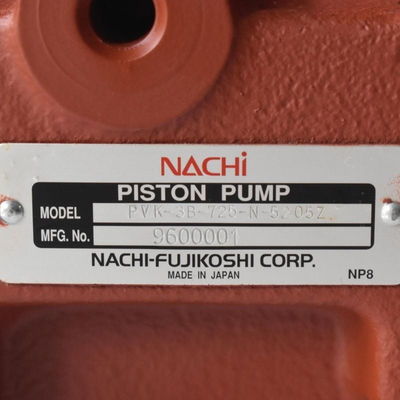 NACHi
PISTON PUMP
MODEL PVK-3B-725-N-5205Z
MFG. No. 9600001
NACHI-FUJIKOSHI CORP.
MADE IN JAPAN
NP8